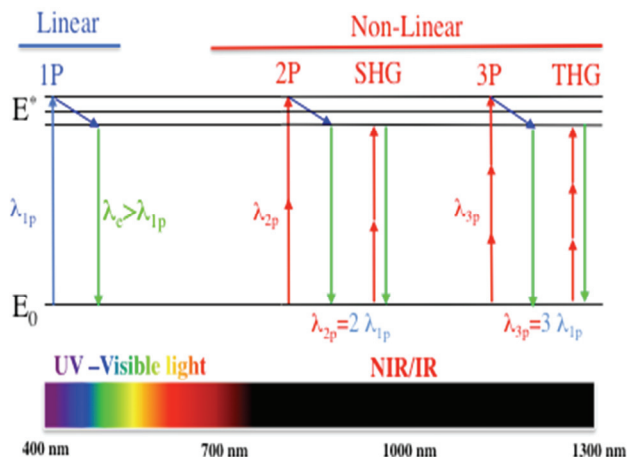 Linear
Non-Linear
1P
2P
SHG
3P
THG
E*
λ1p
λe>λ1p
λ2p
λ3p
E0
λ2p=2 λ1p
λ3p=3 λ1p
UV –Visible light
NIR/IR
400 nm
700 nm
1000 nm
1300 nm